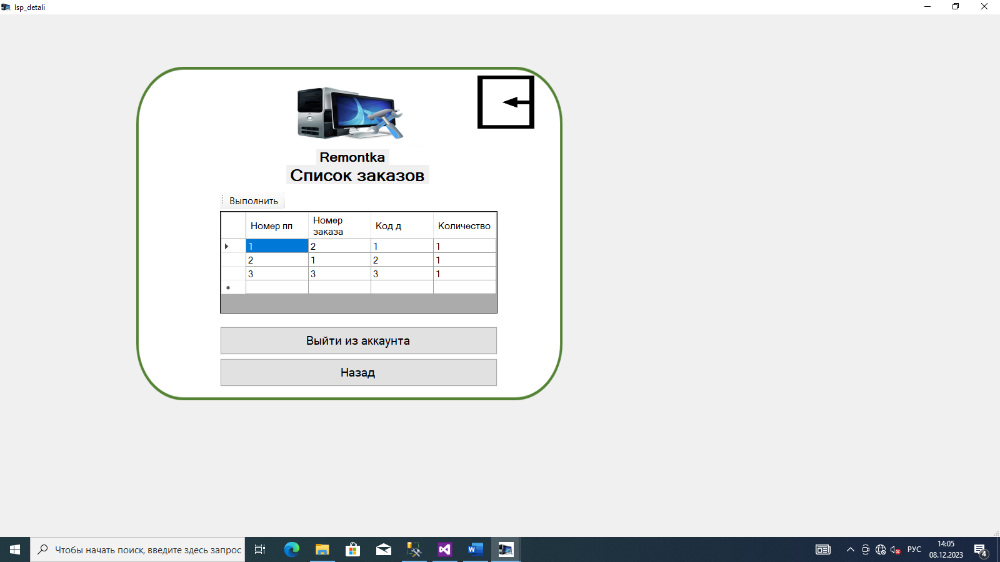 Isp_detali
Remontka
Список заказов
Выполнить
Номер пп Номер заказа Код д Количество
1 2 1 1
2 1 2 1
3 3 3 1
Выйти из аккаунта
Назад
Чтобы начать поиск, введите здесь запрос
РУС
14:05
08.12.2023
4